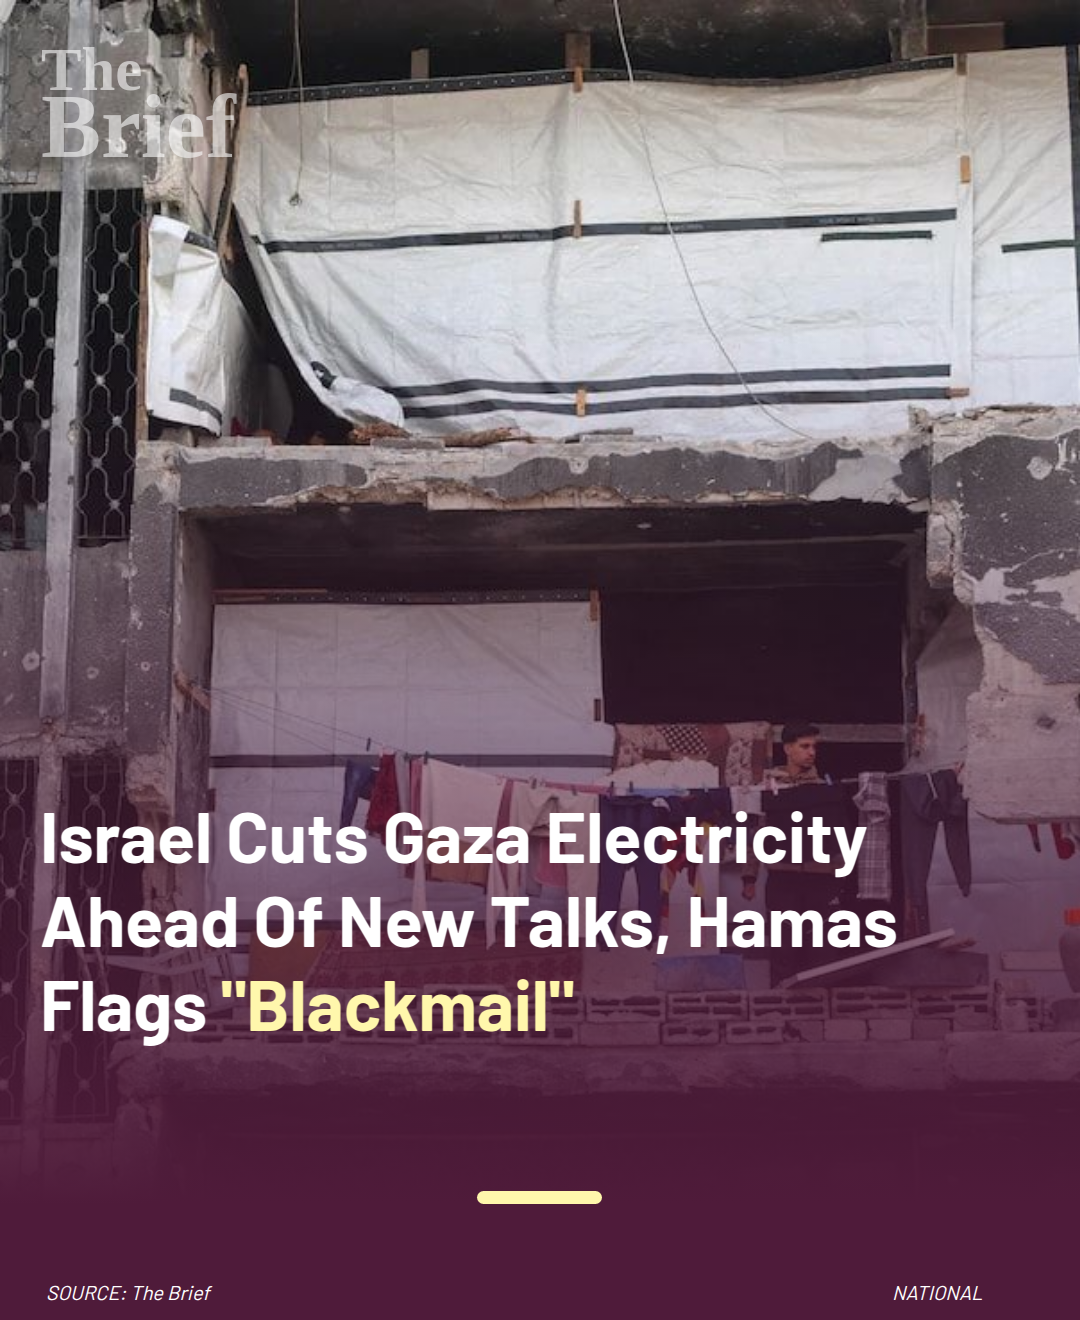 The
Brief
Israel Cuts Gaza Electricity
Ahead Of New Talks, Hamas
Flags "Blackmail"
SOURCE: The Brief
NATIONAL